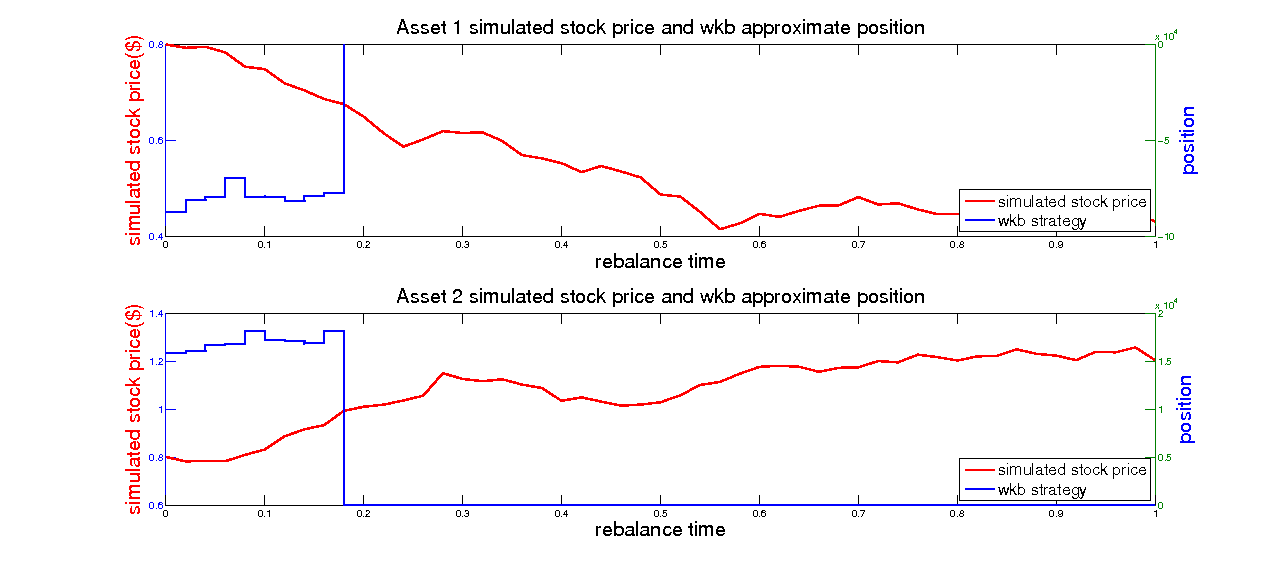 Asset 1 simulated stock price and wkb approximate position
x 10^4
simulated stock price($)
0.8
0.6
0.4
0
-5
-10
position
simulated stock price
wkb strategy
0 0.1 0.2 0.3 0.4 0.5 0.6 0.7 0.8 0.9 1
rebalance time
Asset 2 simulated stock price and wkb approximate position
x 10^4
simulated stock price($)
1.4
1.2
1
0.8
0.6
2
1.5
1
0.5
0
position
simulated stock price
wkb strategy
0 0.1 0.2 0.3 0.4 0.5 0.6 0.7 0.8 0.9 1
rebalance time